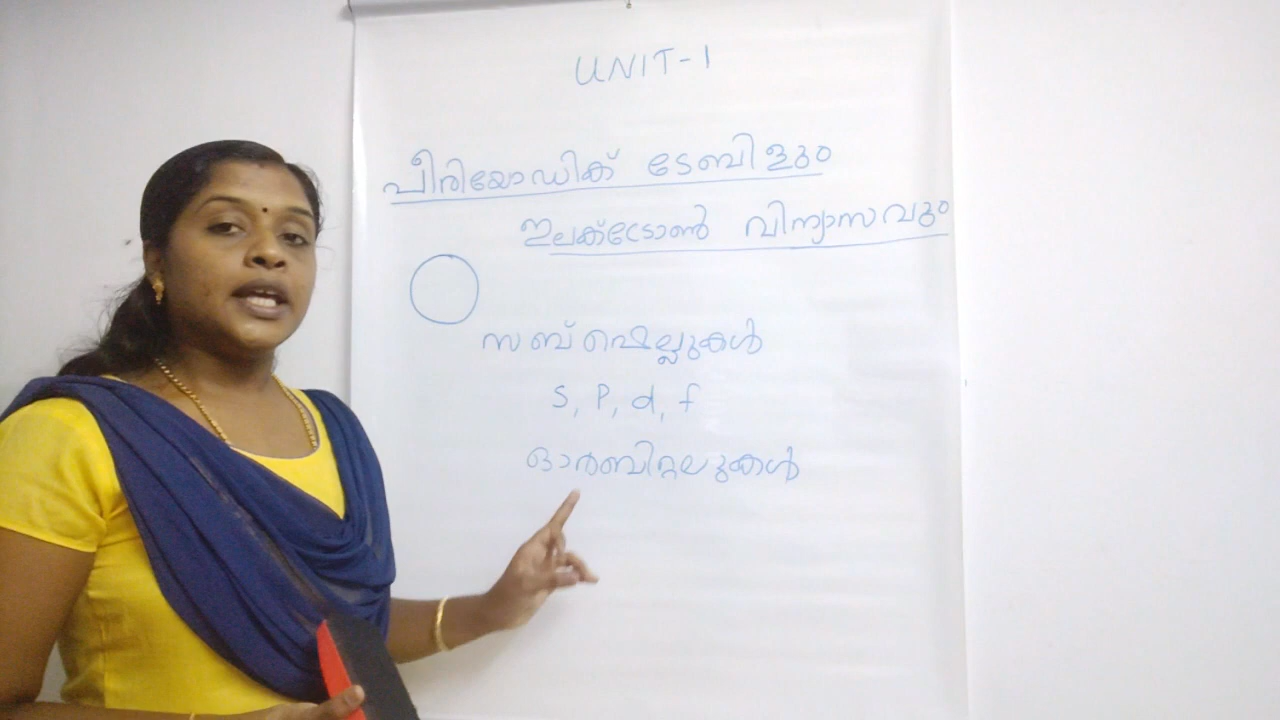 UNIT-1
പീരിയോഡിക് ടേബിളും
ഇലക്ട്രോൺ വിന്യാസവും
സബ്ഷെല്ലുകൾ
s, P, d, f
ഓർബിറ്റലുകൾ